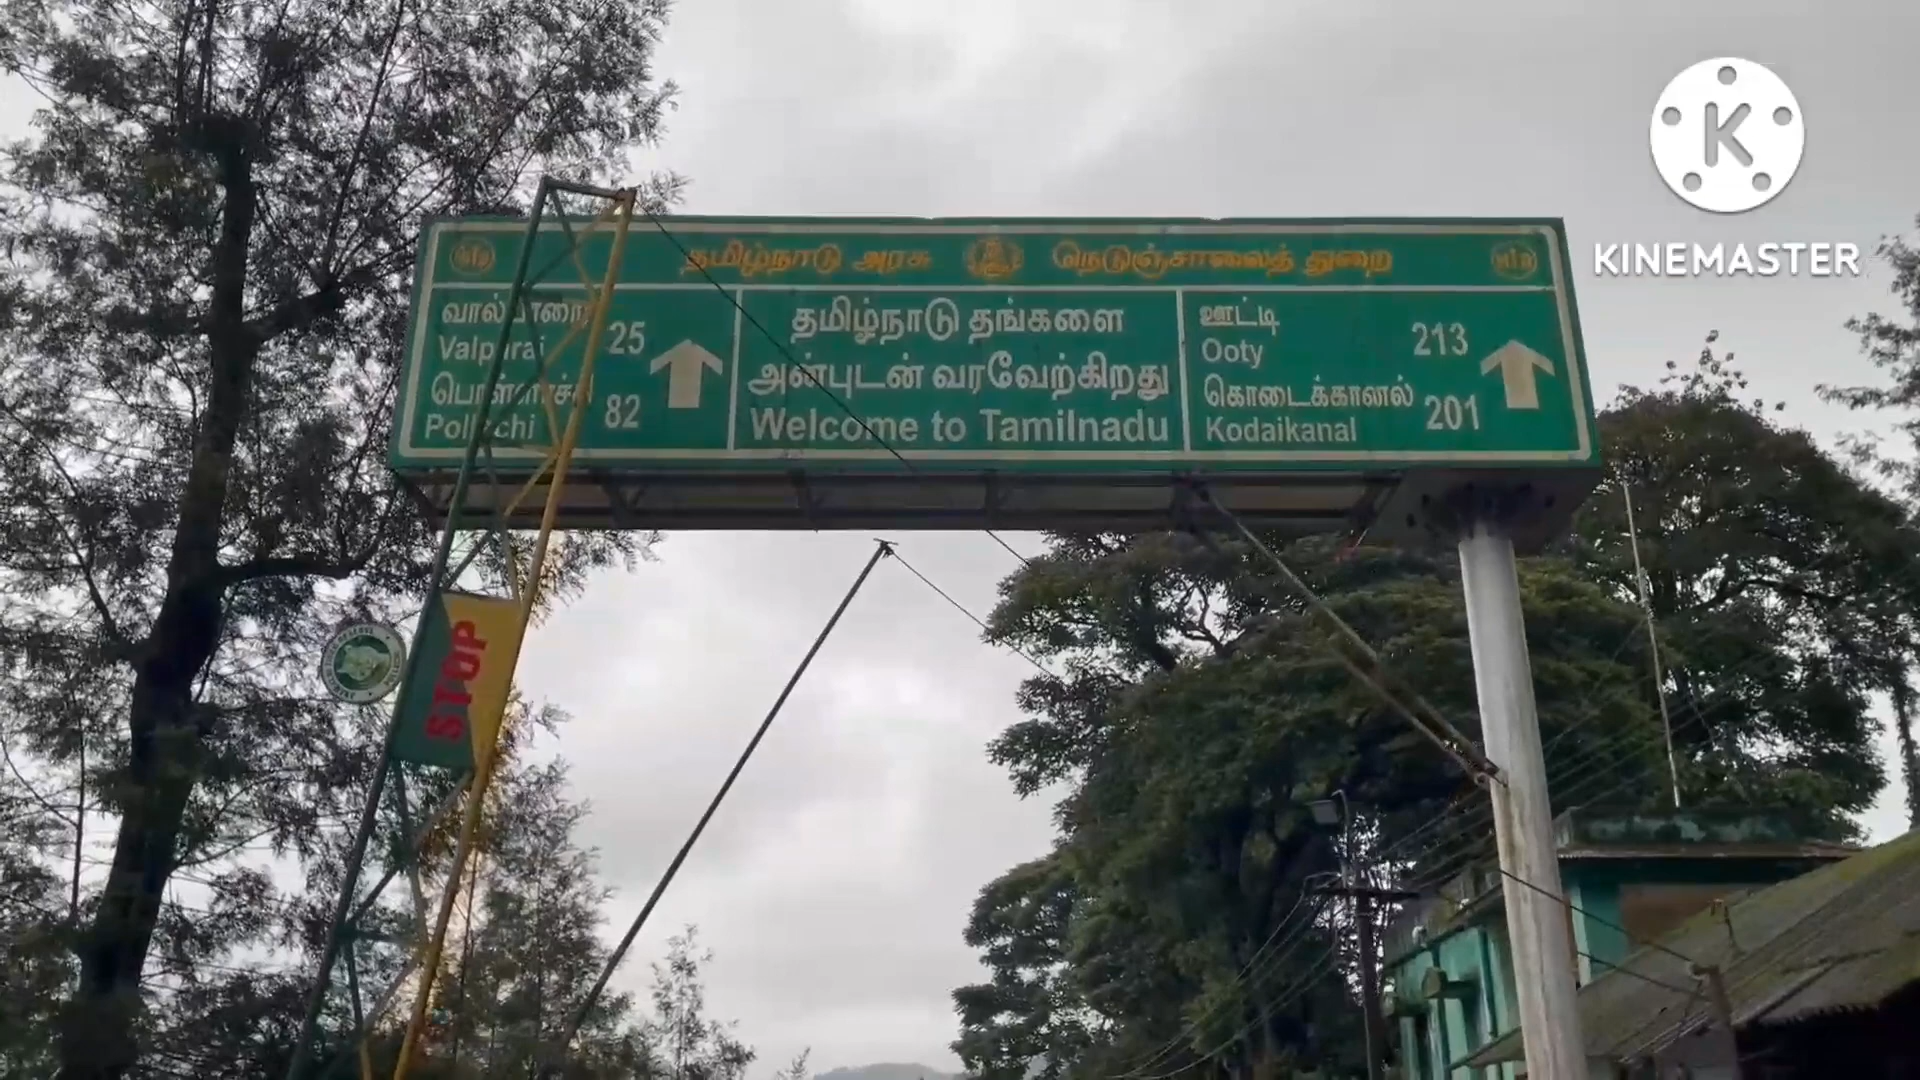 தமிழ்நாடு அரசு நெடுஞ்சாலைத் துறை
வால்பாறை
Valparai
25
பொள்ளாச்சி
Pollachi
82
தமிழ்நாடு தங்களை
அன்புடன் வரவேற்கிறது
Welcome to Tamilnadu
ஊட்டி
Ooty
213
கொடைக்கானல்
Kodaikanal
201
STOP
K
KINEMASTER